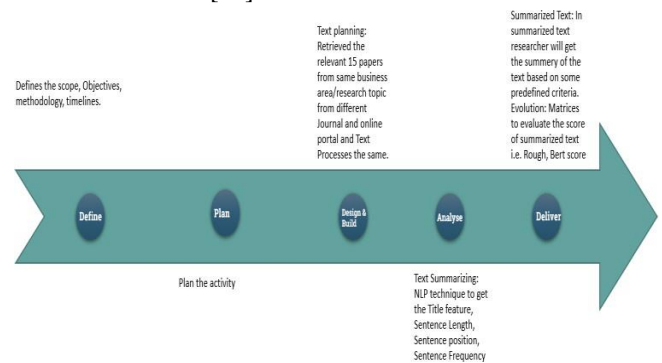 Defines the scope, Objectives,
methodology, timelines.
Text planning:
Retrieved the
relevant 15 papers
from same business
area/research topic
from different
Journal and online
portal and Text
Processes the same.
Summarized Text: In
summarized text
researcher will get
the summery of the
text based on some
predefined criteria.
Evolution: Matrices
to evaluate the score
of summarized text
i.e. Rough, Bert score
Define
Plan
Design &
Build
Analyse
Deliver
Plan the activity
Text Summarizing:
NLP technique to get
the Title feature,
Sentence Length,
Sentence position,
Sentence Frequency